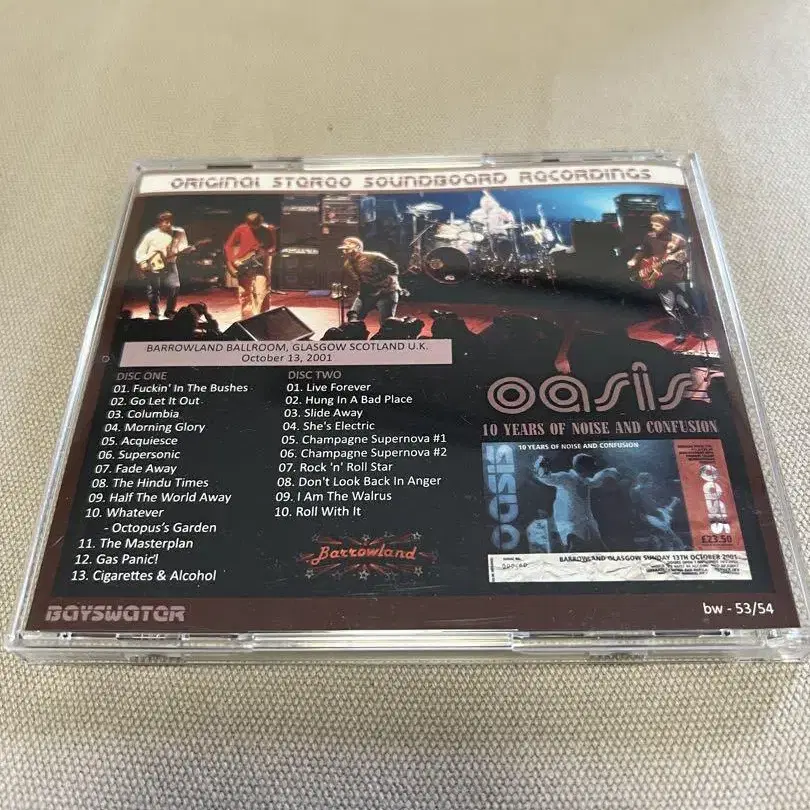 ORIGINAL STEREO SOUNDBOARD RECORDINGS
BARROWLAND BALLROOM, GLASGOW SCOTLAND U.K.
October 13, 2001
DISC ONE
01. Fuckin' In The Bushes
02. Go Let It Out
03. Columbia
04. Morning Glory
05. Acquiesce
06. Supersonic
07. Fade Away
08. The Hindu Times
09. Half The World Away
10. Whatever
- Octopus's Garden
11. The Masterplan
12. Gas Panic!
13. Cigarettes & Alcohol
DISC TWO
01. Live Forever
02. Hung In A Bad Place
03. Slide Away
04. She's Electric
05. Champagne Supernova #1
06. Champagne Supernova #2
07. Rock 'n' Roll Star
08. Don't Look Back In Anger
09. I Am The Walrus
10. Roll With It
Barrowland
oasis
10 YEARS OF NOISE AND CONFUSION
10 YEARS OF NOISE AND CONFUSION
OASIS
OASIS
£23.50
BARROWLAND GLASGOW SUNDAY 13TH OCTOBER 2001
BAYSWATER
bw - 53/54